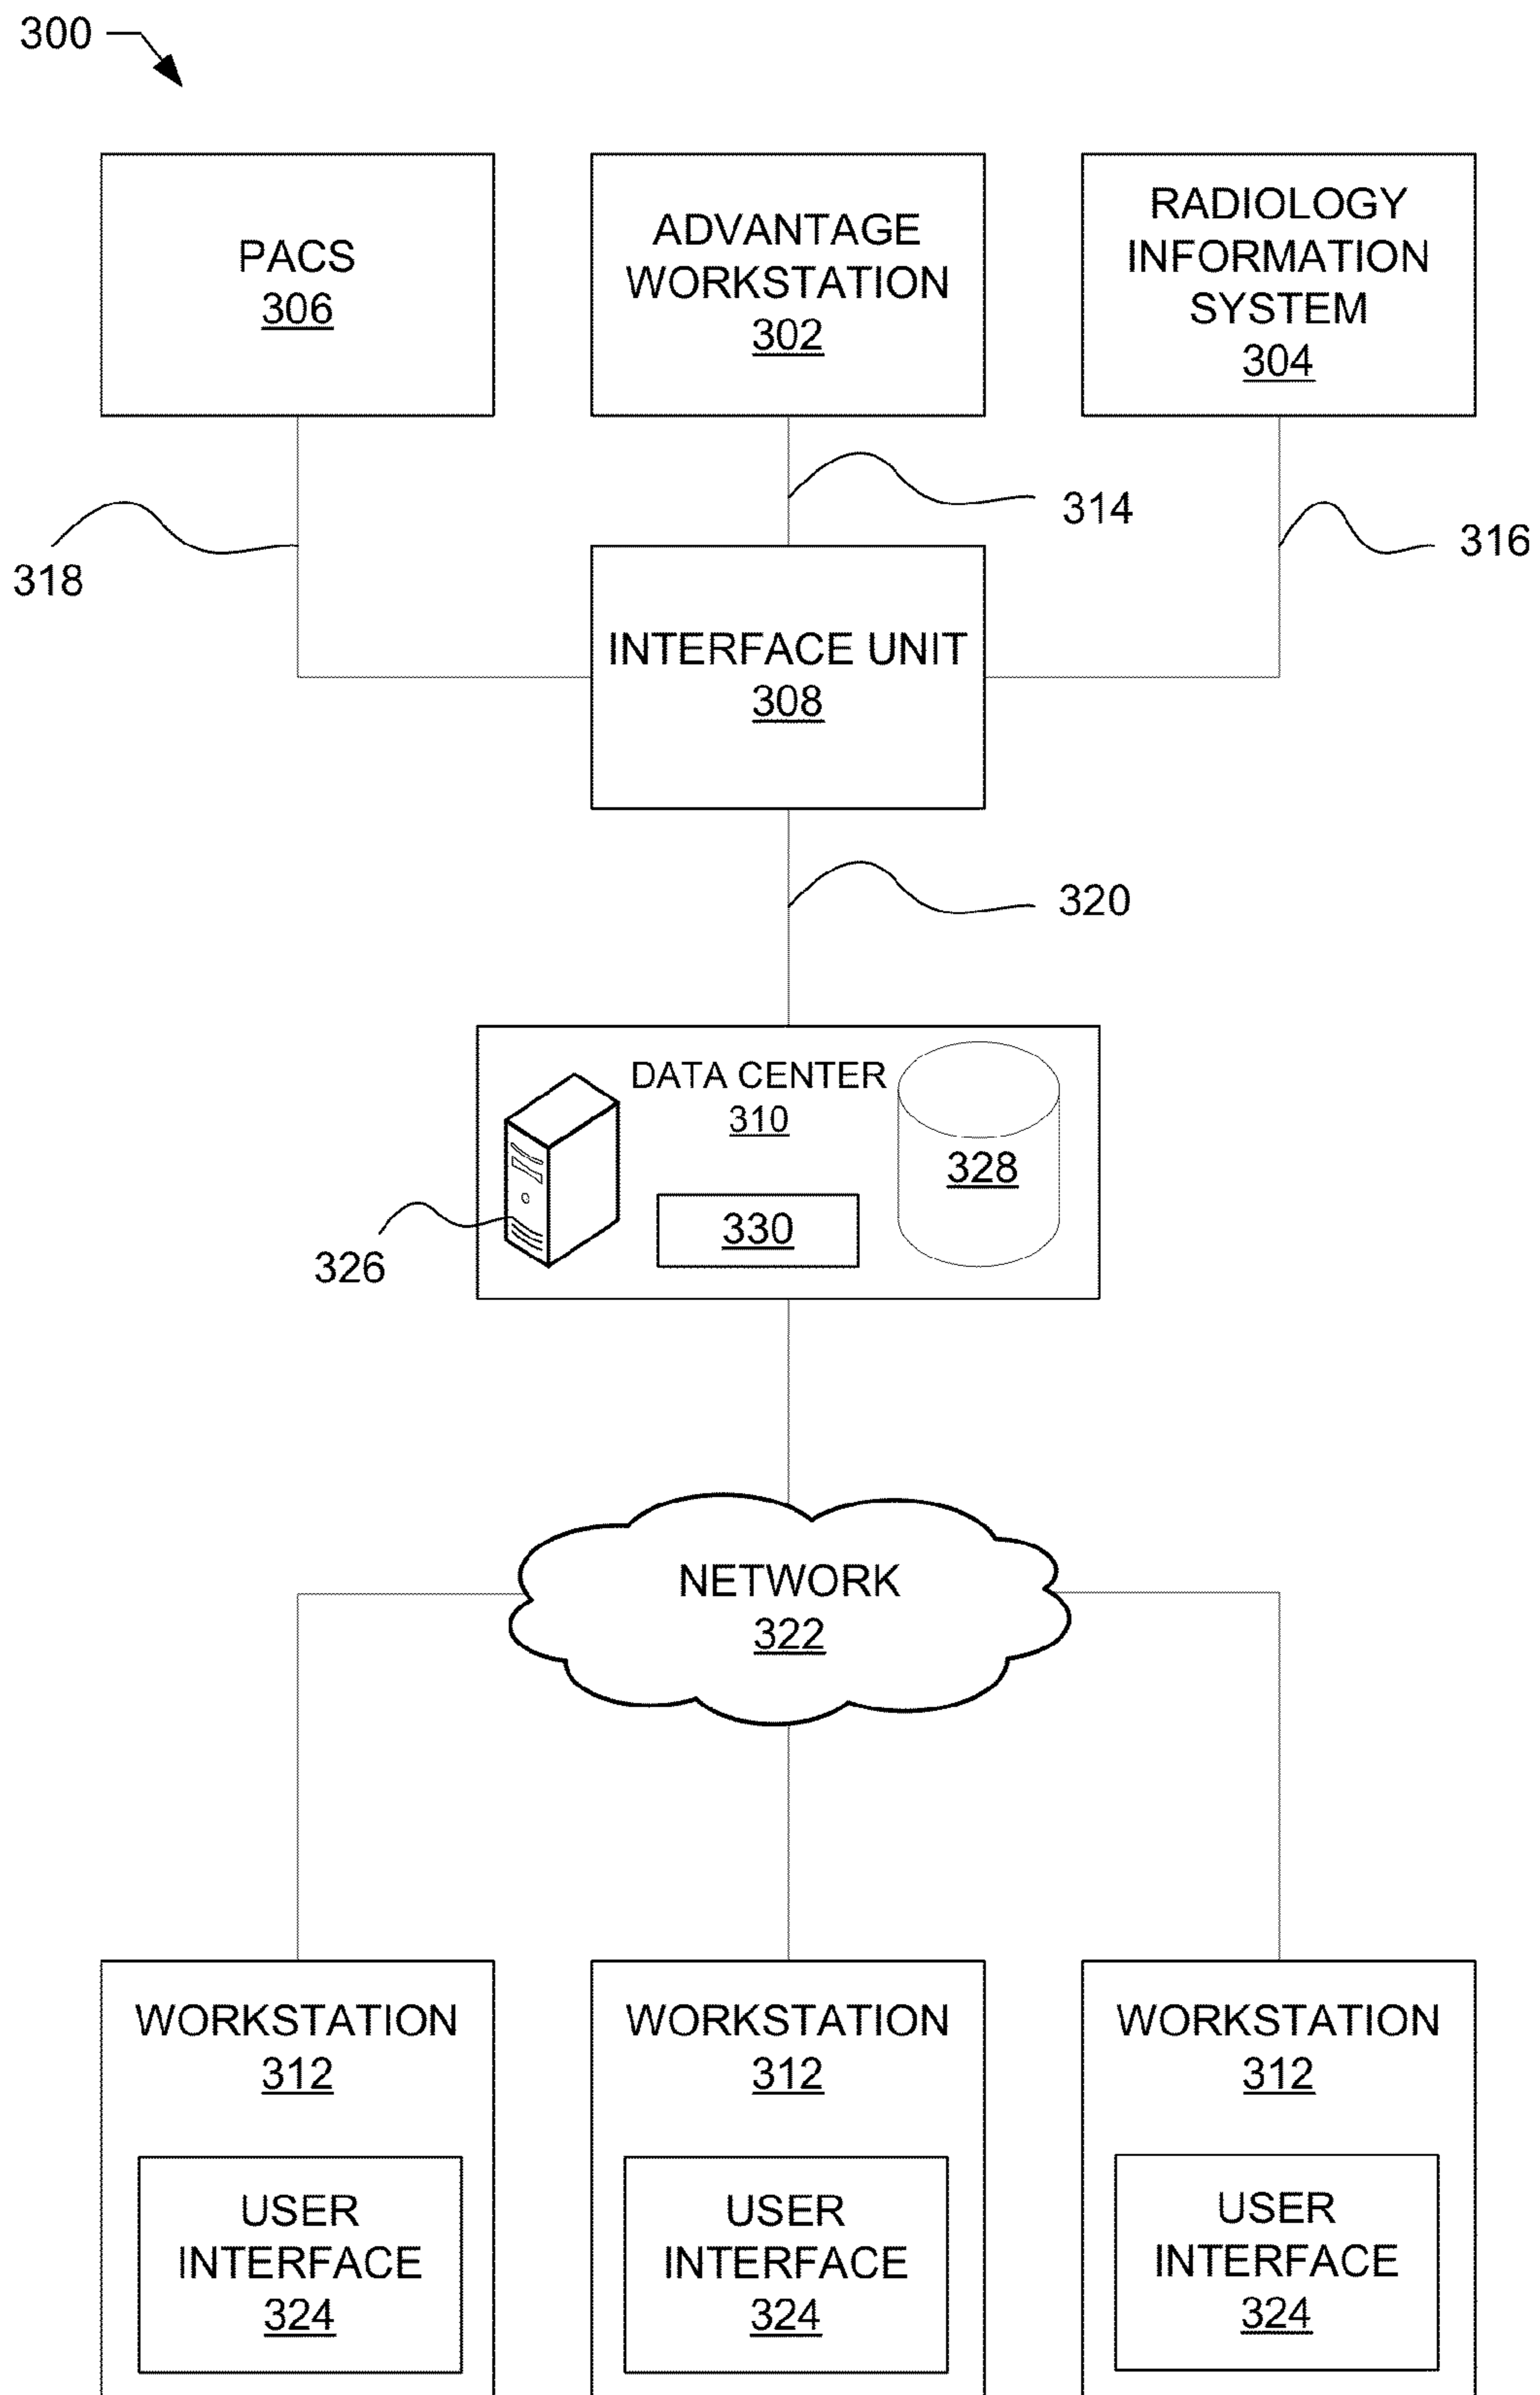 300
PACS
306
ADVANTAGE
WORKSTATION
302
RADIOLOGY
INFORMATION
SYSTEM
304
318
314
316
INTERFACE UNIT
308
320
DATA CENTER
310
328
330
326
NETWORK
322
WORKSTATION
312
USER
INTERFACE
324
WORKSTATION
312
USER
INTERFACE
324
WORKSTATION
312
USER
INTERFACE
324